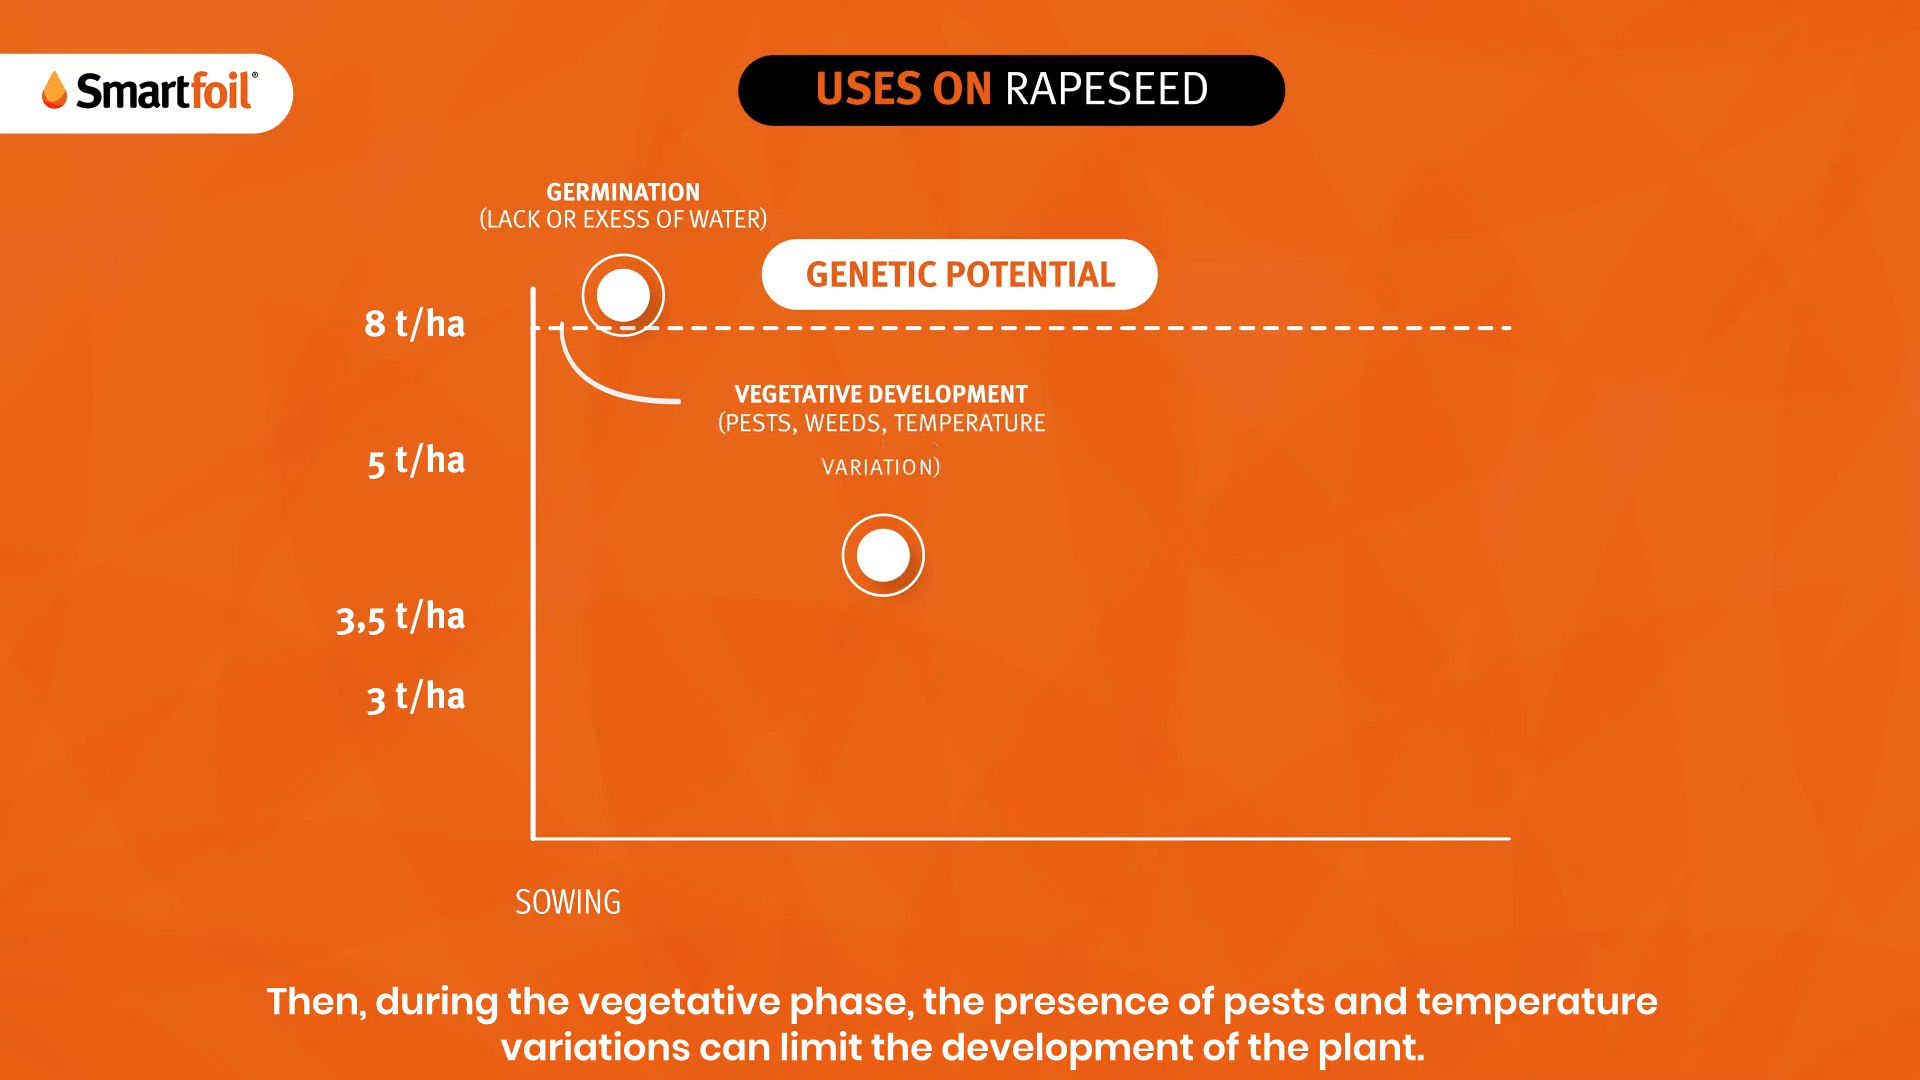 Smartfoil®
USES ON RAPESEED
GERMINATION
(LACK OR EXESS OF WATER)
GENETIC POTENTIAL
8 t/ha
VEGETATIVE DEVELOPMENT
(PESTS, WEEDS, TEMPERATURE
VARIATION)
5 t/ha
3,5 t/ha
3 t/ha
SOWING
Then, during the vegetative phase, the presence of pests and temperature
variations can limit the development of the plant.